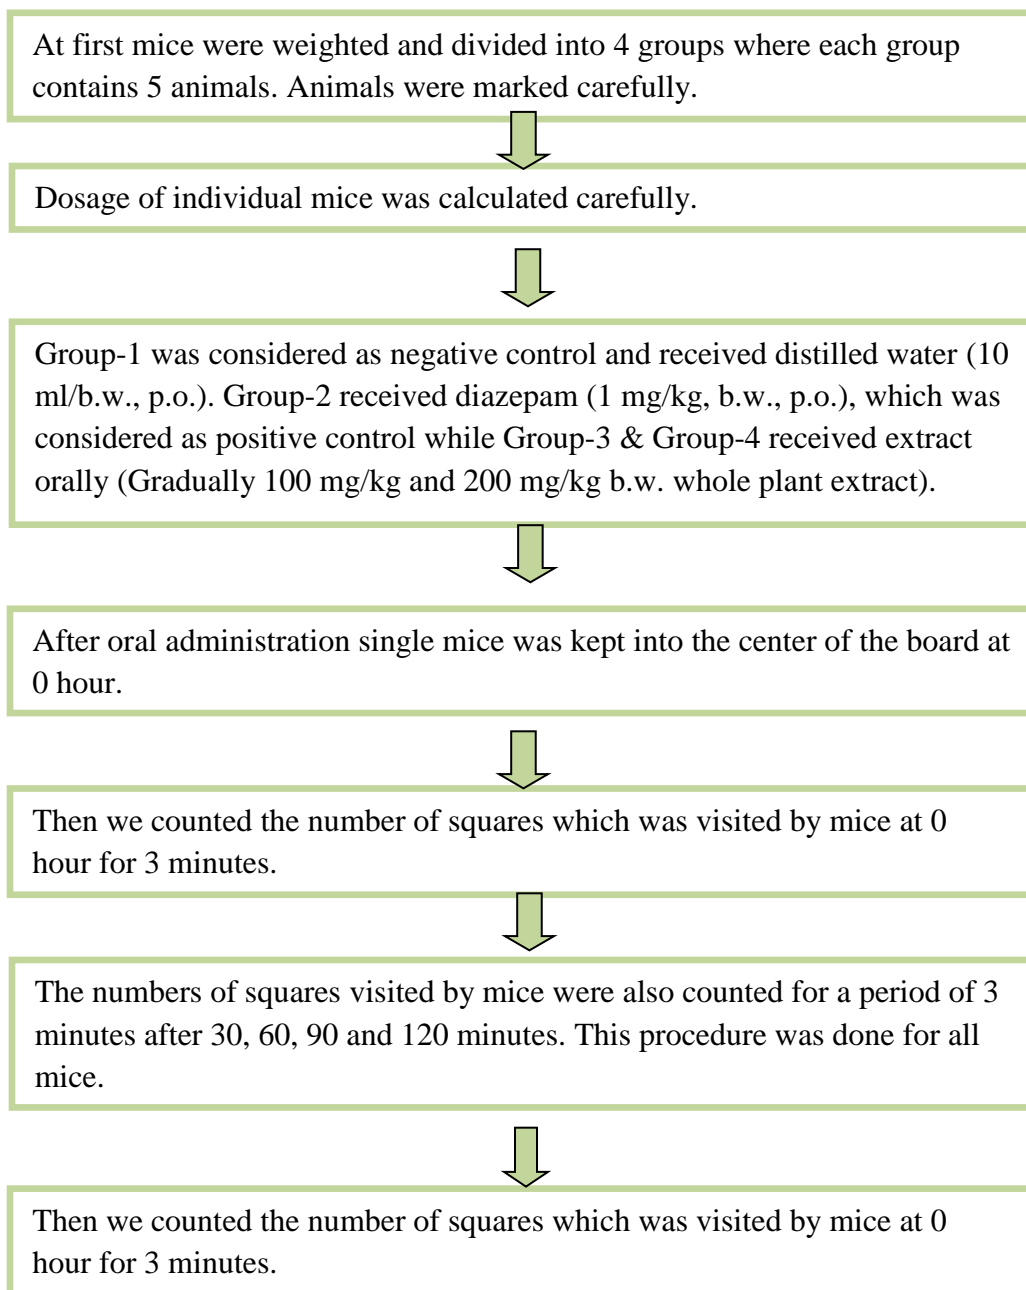 At first mice were weighted and divided into 4 groups where each group
contains 5 animals. Animals were marked carefully.
Dosage of individual mice was calculated carefully.
Group-1 was considered as negative control and received distilled water (10
ml/b.w., p.o.). Group-2 received diazepam (1 mg/kg, b.w., p.o.), which was
considered as positive control while Group-3 & Group-4 received extract
orally (Gradually 100 mg/kg and 200 mg/kg b.w. whole plant extract).
After oral administration single mice was kept into the center of the board at
0 hour.
Then we counted the number of squares which was visited by mice at 0
hour for 3 minutes.
The numbers of squares visited by mice were also counted for a period of 3
minutes after 30, 60, 90 and 120 minutes. This procedure was done for all
mice.
Then we counted the number of squares which was visited by mice at 0
hour for 3 minutes.